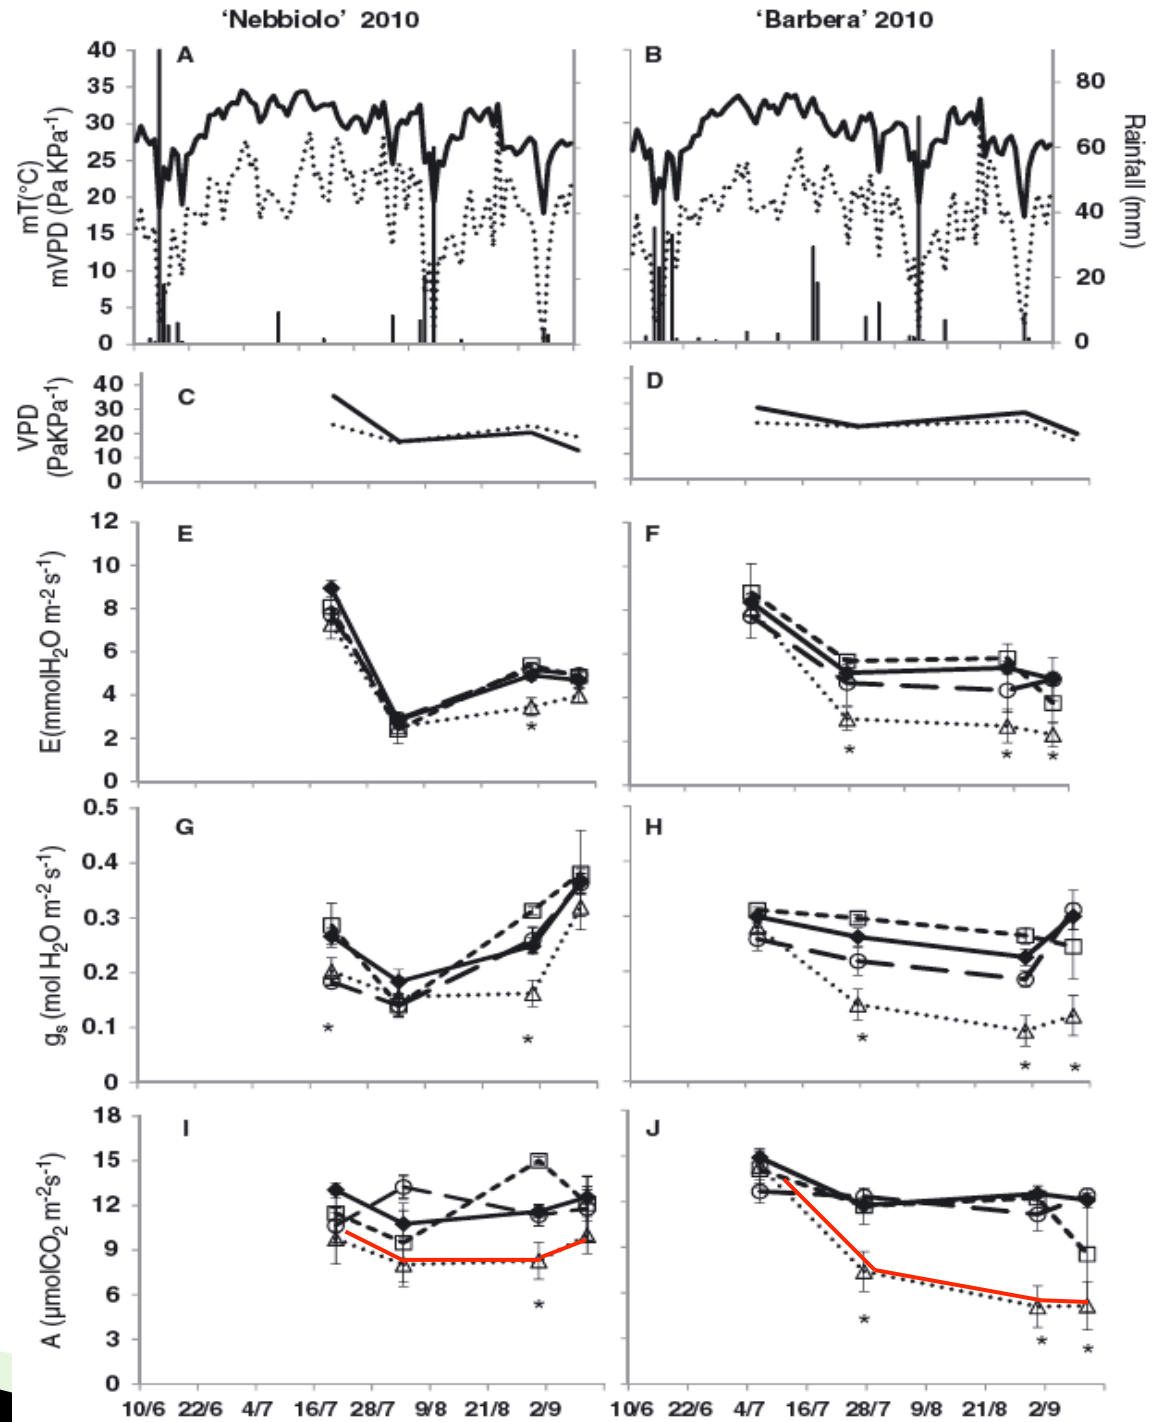 'Nebbiolo' 2010
'Barbera' 2010
A
B
40
35
30
25
20
15
10
5
0
mT(°C)
mVPD (Pa KPa⁻¹)
80
60
40
20
0
Rainfall (mm)
C
D
40
30
20
10
0
VPD
(PaKPa⁻¹)
E
F
12
10
8
6
4
2
0
E(mmolH₂O m⁻² s⁻¹)
*
*
*
*
G
H
0.5
0.4
0.3
0.2
0.1
0
gₛ (mol H₂O m⁻² s⁻¹)
*
*
*
*
*
I
J
18
15
12
9
6
3
0
A (µmolCO₂ m⁻²s⁻¹)
*
*
*
*
10/6 22/6 4/7 16/7 28/7 9/8 21/8 2/9
10/6 22/6 4/7 16/7 28/7 9/8 21/8 2/9